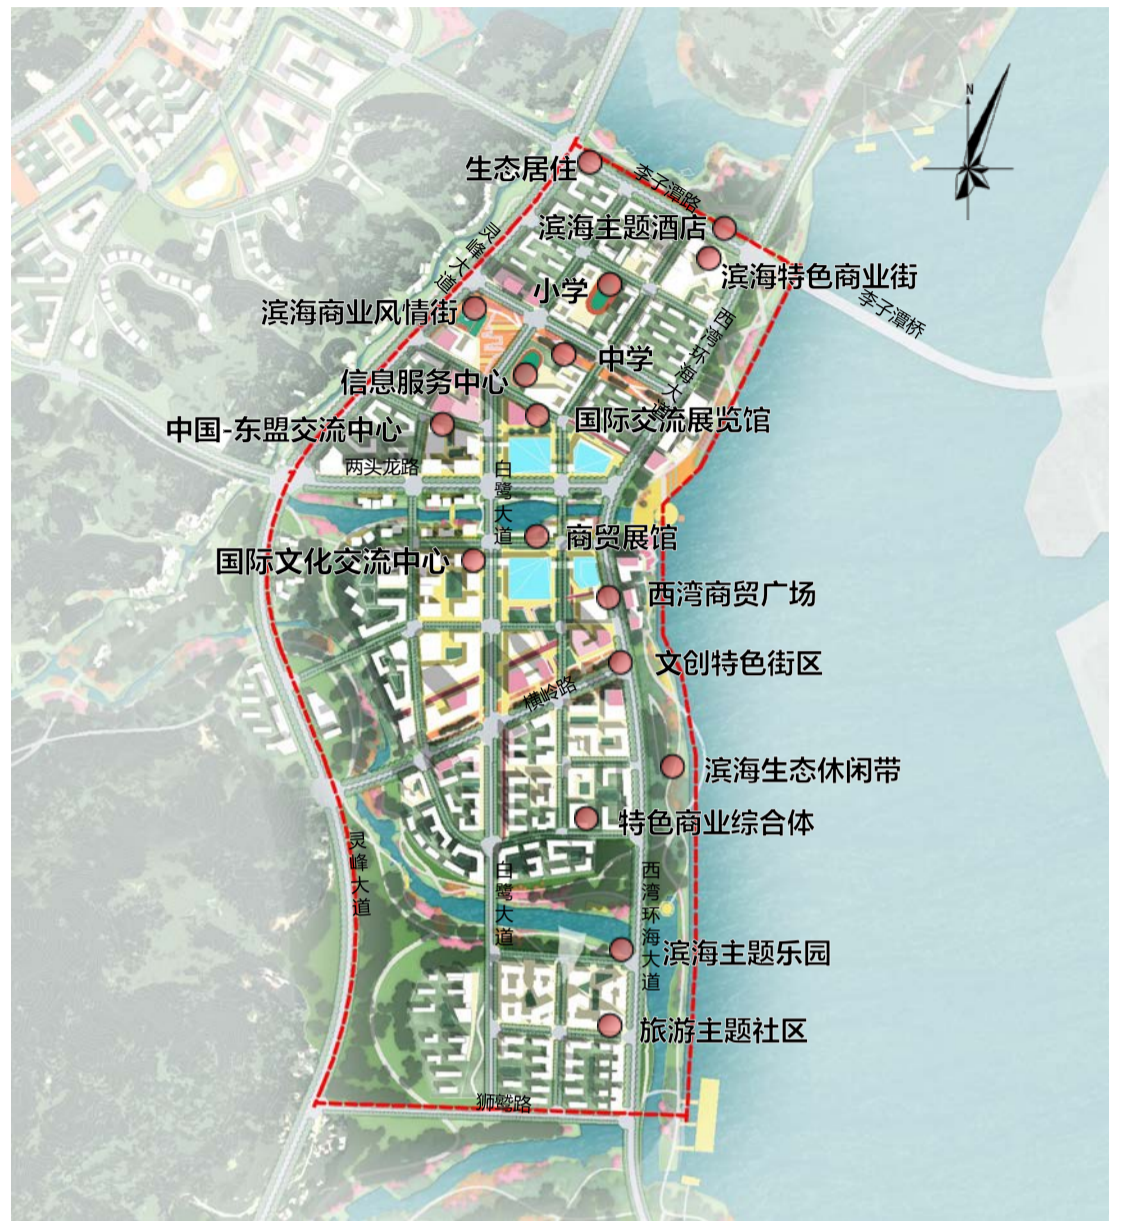 N
生态居住
李子潭路
滨海主题酒店
灵峰大道
滨海特色商业街
小学
李子潭桥
滨海商业风情街
西湾环海大道
中学
信息服务中心
国际交流展览馆
中国-东盟交流中心
两头龙路
白鹭大道
商贸展馆
国际文化交流中心
西湾商贸广场
文创特色街区
横岭路
滨海生态休闲带
特色商业综合体
灵峰大道
白鹭大道
西湾环海大道
滨海主题乐园
旅游主题社区
狮鹫路